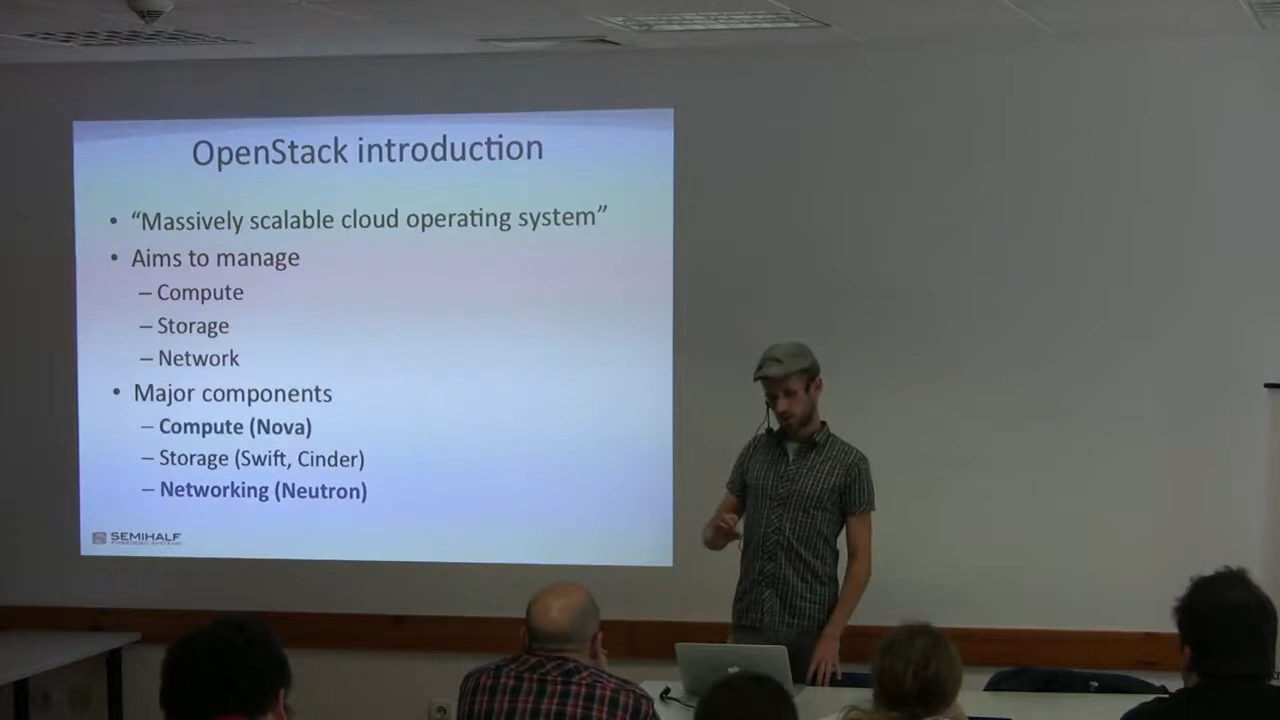 OpenStack introduction
• “Massively scalable cloud operating system”
• Aims to manage
– Compute
– Storage
– Network
• Major components
– Compute (Nova)
– Storage (Swift, Cinder)
– Networking (Neutron)
SEMIHALF